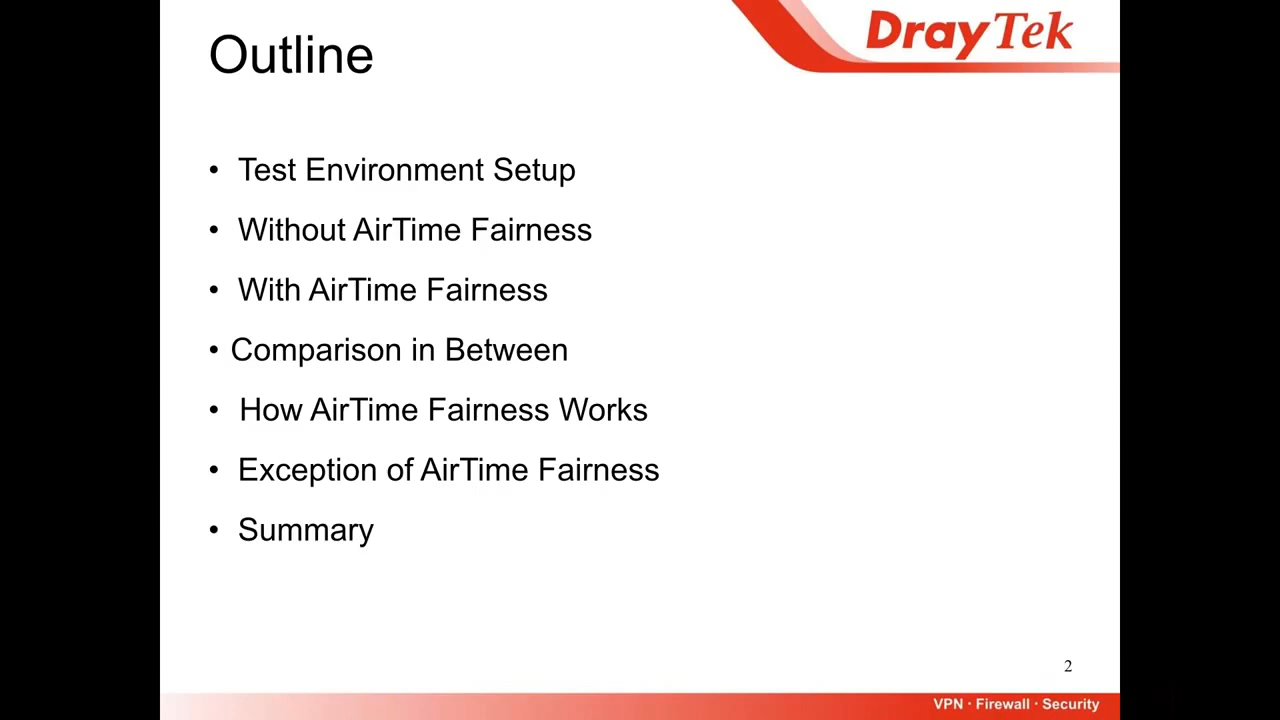 Outline
DrayTek
• Test Environment Setup
• Without AirTime Fairness
• With AirTime Fairness
• Comparison in Between
• How AirTime Fairness Works
• Exception of AirTime Fairness
• Summary
2
VPN · Firewall · Security